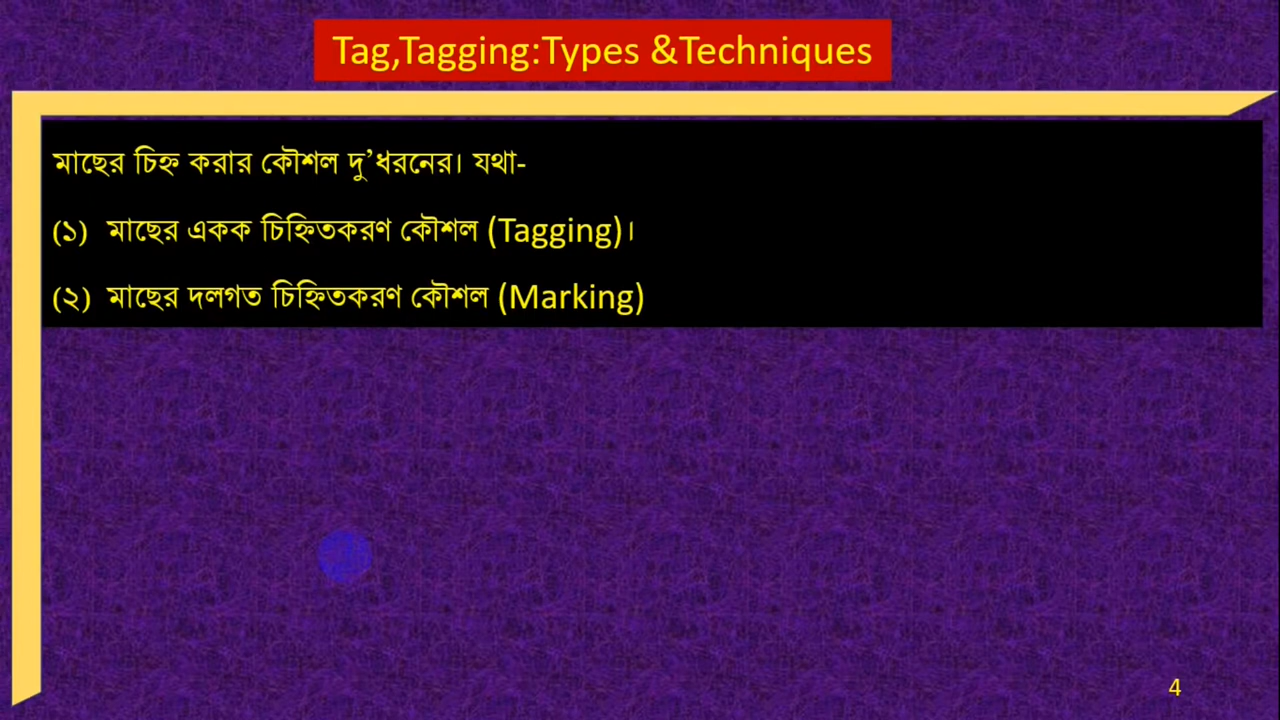 Tag,Tagging:Types &Techniques
মাছের চিহ্ন করার কৌশল দু’ধরনের। যথা-
(১) মাছের একক চিহ্নিতকরণ কৌশল (Tagging)।
(২) মাছের দলগত চিহ্নিতকরণ কৌশল (Marking)
4